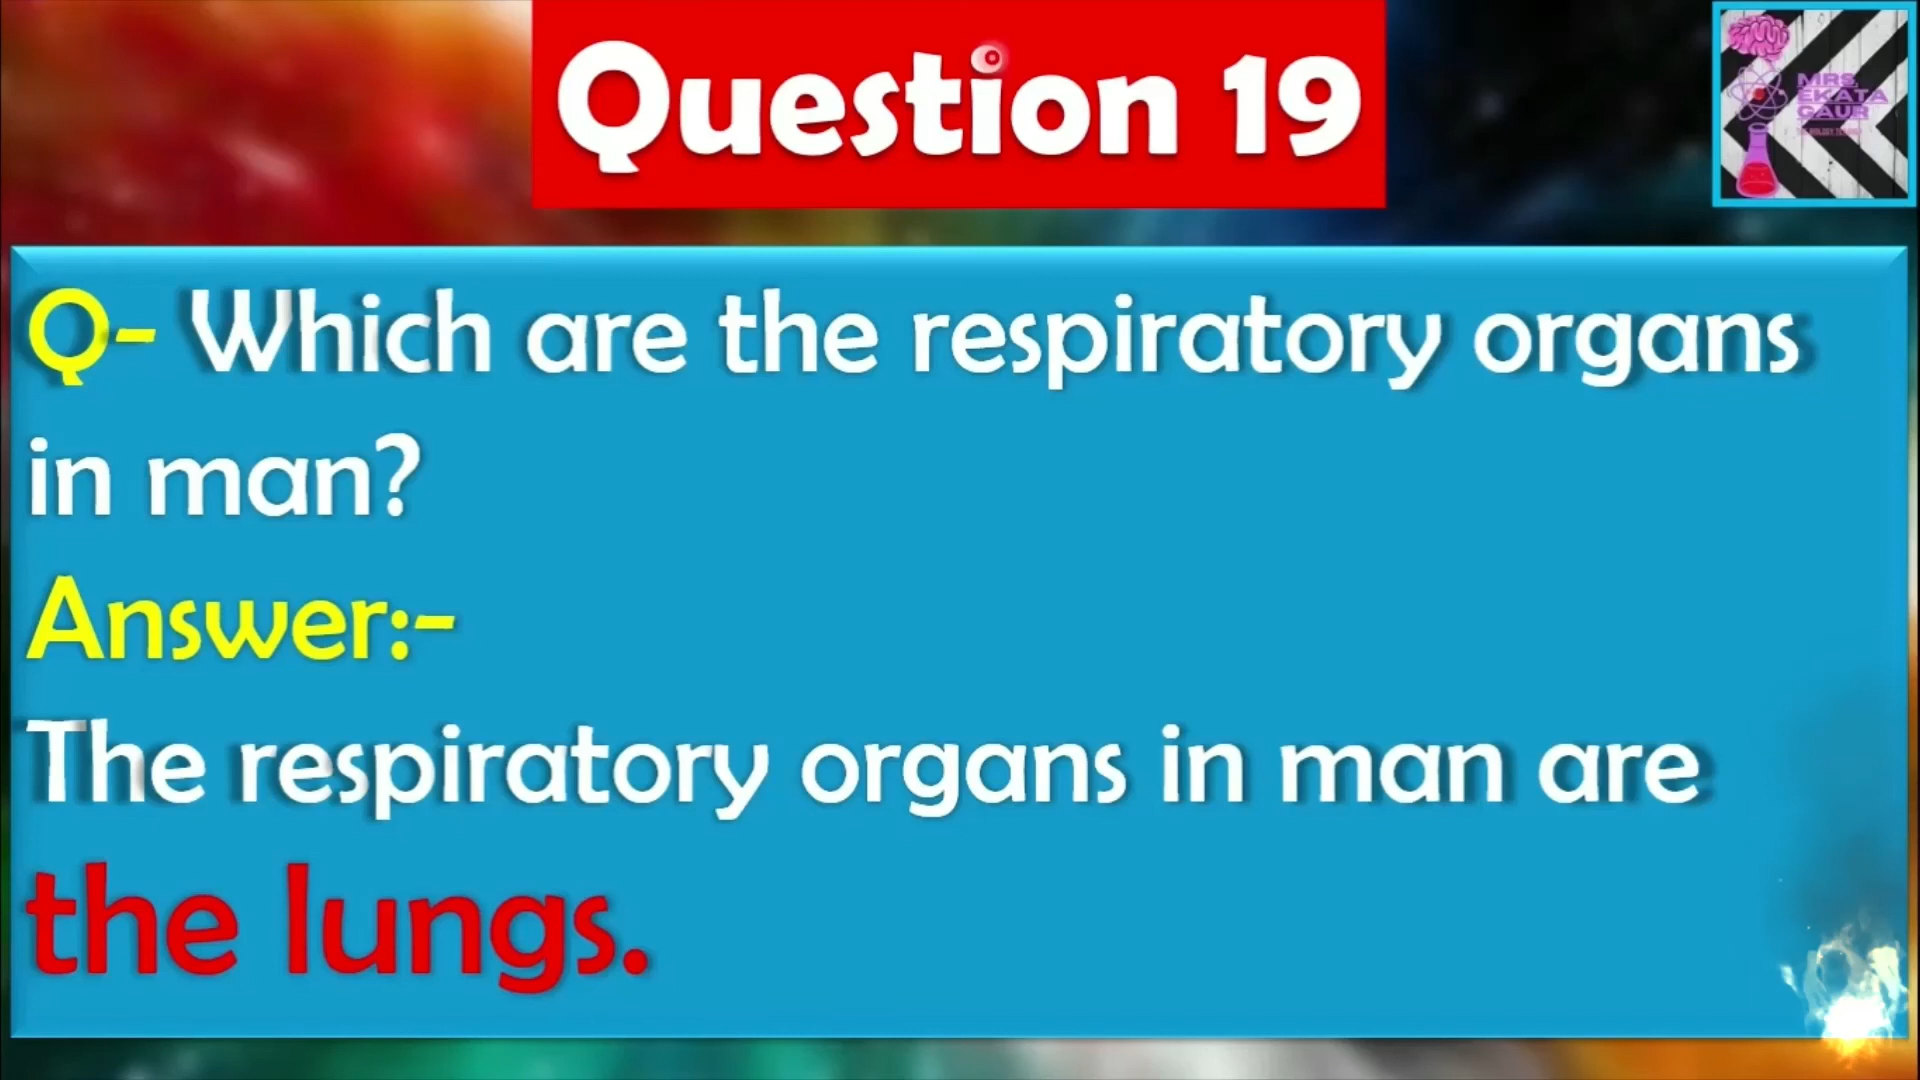 Question 19
MRS.
EKATA
GAUR
Q- Which are the respiratory organs
in man?
Answer:-
The respiratory organs in man are
the lungs.